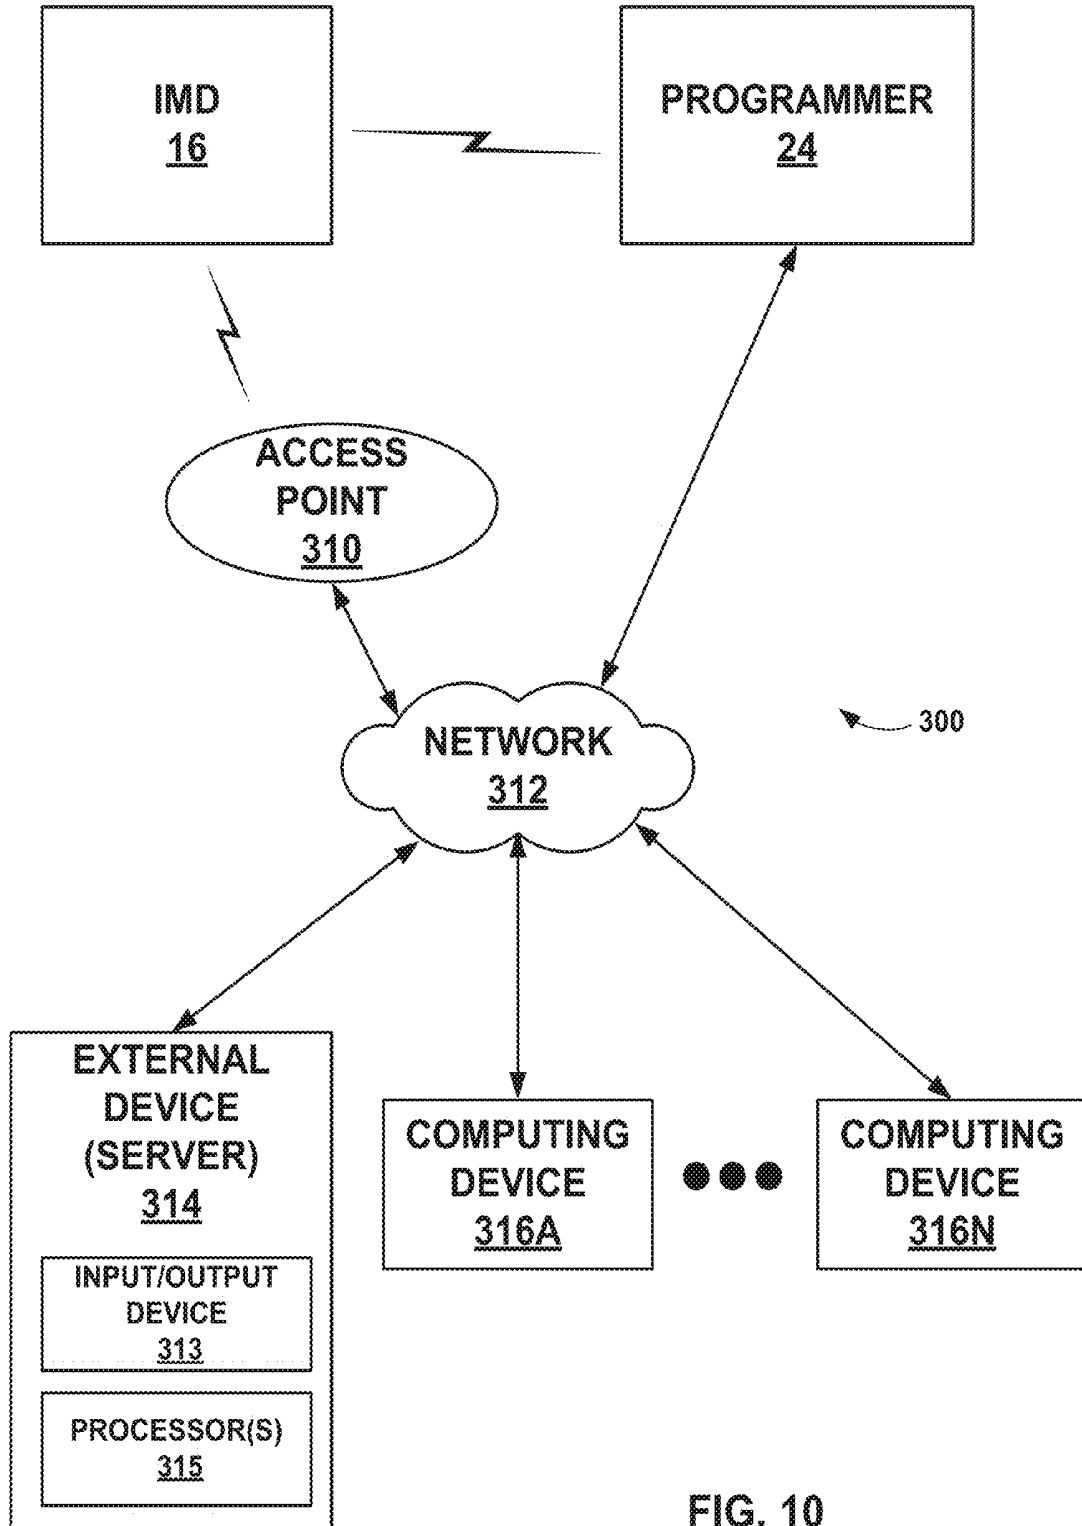 IMD
16
PROGRAMMER
24
ACCESS
POINT
310
NETWORK
312
300
EXTERNAL
DEVICE
(SERVER)
314
INPUT/OUTPUT
DEVICE
313
PROCESSOR(S)
315
COMPUTING
DEVICE
316A
COMPUTING
DEVICE
316N
FIG. 10